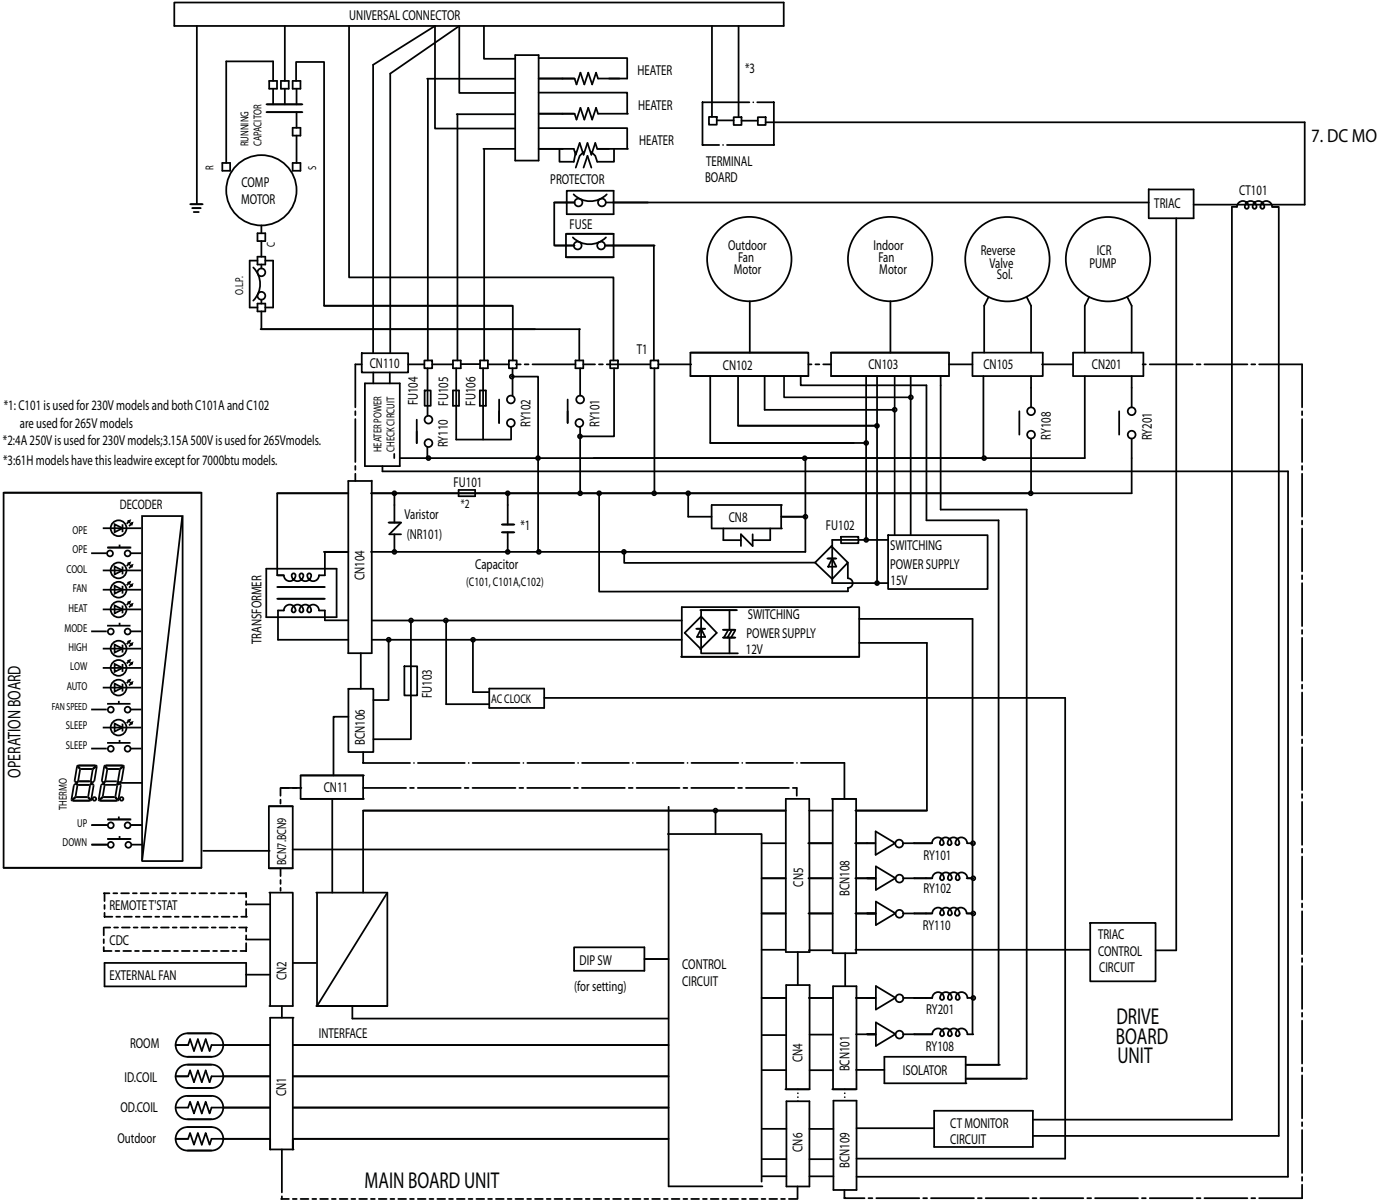 UNIVERSAL CONNECTOR
HEATER
*3
HEATER
HEATER
7. DC MO
RUNNING
CAPACITOR
R
S
COMP
MOTOR
C
O.L.P.
PROTECTOR
FUSE
TERMINAL
BOARD
TRIAC
CT101
Outdoor
Fan
Motor
Indoor
Fan
Motor
Reverse
Valve
Sol.
ICR
PUMP
T1
CN110
CN102
CN103
CN105
CN201
*1: C101 is used for 230V models and both C101A and C102
are used for 265V models
*2:4A 250V is used for 230V models;3.15A 500V is used for 265Vmodels.
*3:61H models have this leadwire except for 7000btu models.
HEATER POWER
CHECK CIRCUIT
FU104
FU105
FU106
RY110
RY102
RY101
RY108
RY201
FU101
*2
Varistor
(NR101)
*1
Capacitor
(C101, C101A,C102)
CN104
CN8
FU102
SWITCHING
POWER SUPPLY
15V
TRANSFORMER
SWITCHING
POWER SUPPLY
12V
FU103
AC CLOCK
BCN106
OPERATION BOARD
DECODER
OPE
OPE
COOL
FAN
HEAT
MODE
HIGH
LOW
AUTO
FAN SPEED
SLEEP
SLEEP
THERMO
88
UP
DOWN
CN11
BCN7.BCN9
REMOTE T'STAT
CDC
EXTERNAL FAN
CN2
INTERFACE
DIP SW
(for setting)
CONTROL
CIRCUIT
CN5
BCN108
RY101
RY102
RY110
TRIAC
CONTROL
CIRCUIT
CN4
BCN101
RY201
RY108
ISOLATOR
DRIVE
BOARD
UNIT
ROOM
ID.COIL
OD.COIL
Outdoor
CN1
CN6
BCN109
CT MONITOR
CIRCUIT
MAIN BOARD UNIT